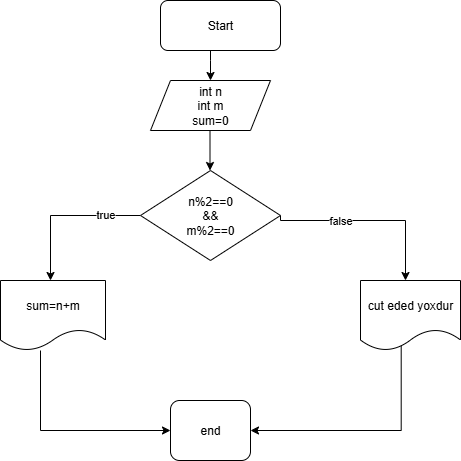 Start
int n
int m
sum=0
n%2==0
&&
m%2==0
true
false
sum=n+m
cut eded yoxdur
end